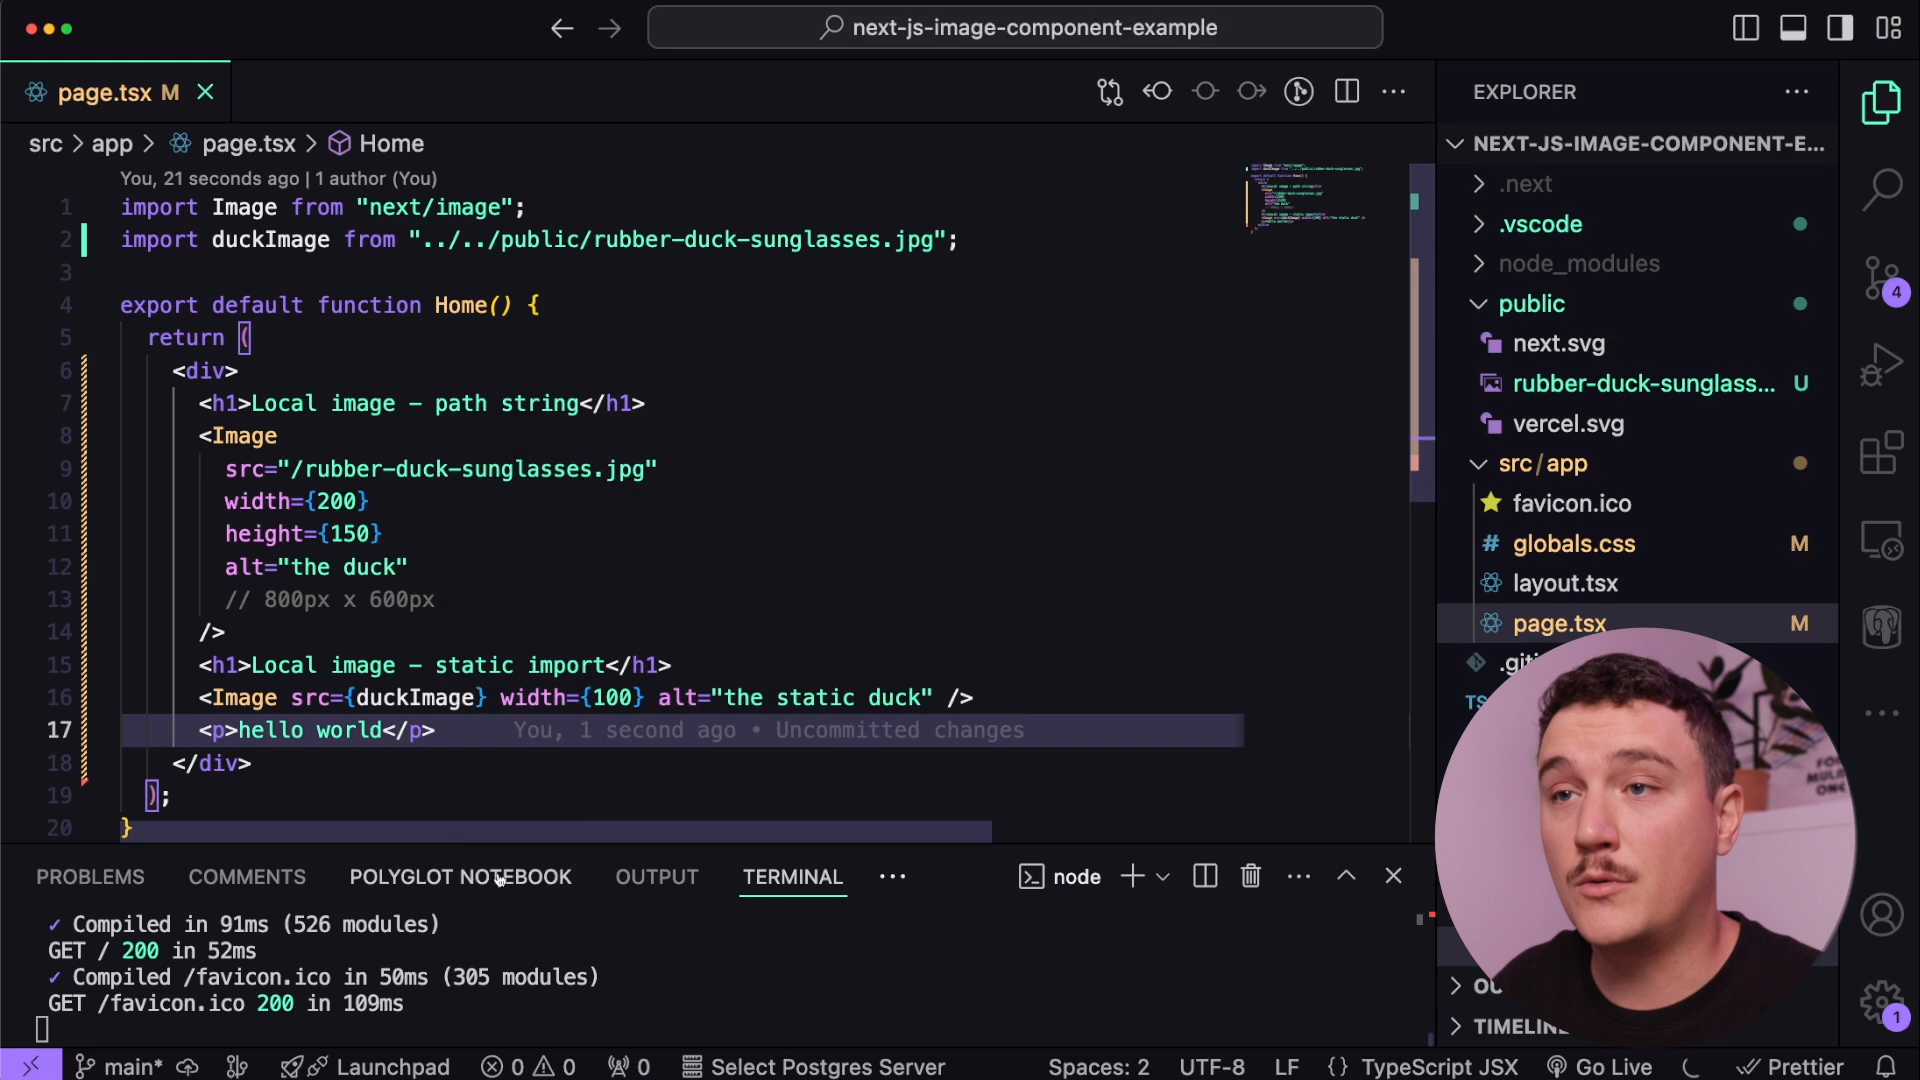 next-js-image-component-example
page.tsx M
EXPLORER
src > app > page.tsx > Home
NEXT-JS-IMAGE-COMPONENT-E...
You, 21 seconds ago | 1 author (You)
1 import Image from "next/image";
2 import duckImage from "../../public/rubber-duck-sunglasses.jpg";
3
4 export default function Home() {
5 return (
6 <div>
7 <h1>Local image – path string</h1>
8 <Image
9 src="/rubber-duck-sunglasses.jpg"
10 width={200}
11 height={150}
12 alt="the duck"
13 // 800px x 600px
14 />
15 <h1>Local image – static import</h1>
16 <Image src={duckImage} width={100} alt="the static duck" />
17 <p>hello world</p> You, 1 second ago • Uncommitted changes
18 </div>
19 );
20 }
.next
.vscode
node_modules
public
next.svg
rubber-duck-sunglass... U
vercel.svg
src/app
favicon.ico
globals.css M
layout.tsx
page.tsx M
.giti
TS
OU
TIMELINE
4
1
PROBLEMS COMMENTS POLYGLOT NOTEBOOK OUTPUT TERMINAL ... node
✓ Compiled in 91ms (526 modules)
GET / 200 in 52ms
✓ Compiled /favicon.ico in 50ms (305 modules)
GET /favicon.ico 200 in 109ms
main* Launchpad 0 0 0 Select Postgres Server Spaces: 2 UTF-8 LF {} TypeScript JSX Go Live Prettier